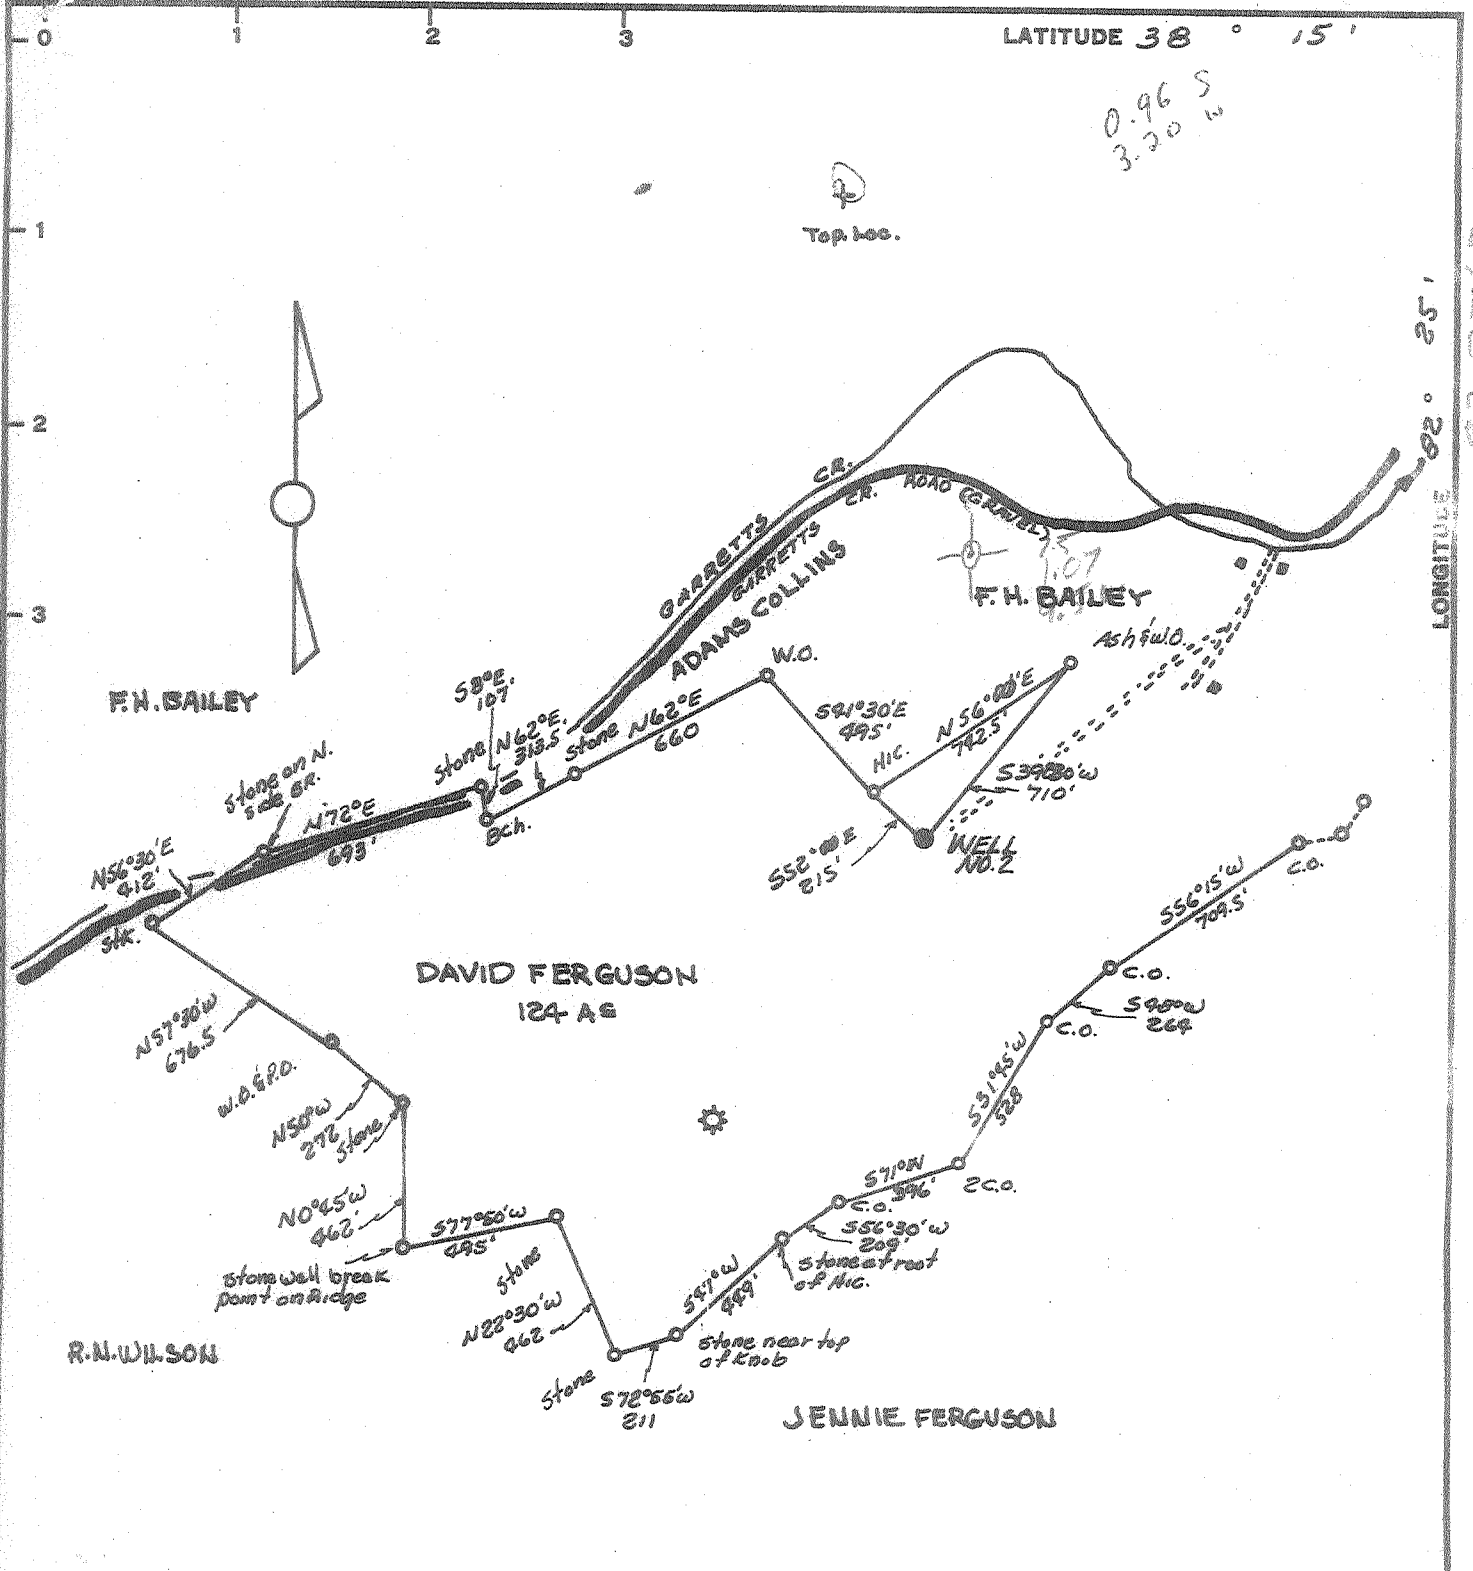 0 1 2 3 LATITUDE 38 ° 15 '
0.96 S
3.20 W
1
Top. Loc.
25'
2
82°
LONGITUDE
GARRETTS CR.
GARRETTS CR. ROAD (GRAVEL)
ADAMS COLLINS
3
F.H. BAILEY
Ash & W.O.
W.O.
F.H. BAILEY
S8°E.
107
N62°E.
313.5
Stone
Stone
N62°E
660
S41°30'E
495'
N56°00'E
742.5'
Hic.
S39°30'W
710'
Stone on N.
side BR.
N72°E
693'
Bch.
N56°30'E
412'
Stk.
S52°00'E
215'
WELL
NO.2
C.O.
S56°15'W
709.5'
DAVID FERGUSON
124 AC
C.O.
S48°W
264
C.O.
N57°30'W
676.5
W.O. & P.O.
N50°W
272
Stone
S31°45'W
528
N0°45'W
462'
S77°50'W
495'
S71°W
396'
2 C.O.
C.O.
S56°30'W
209'
Stone at root
of Hic.
Stone wall break
point on Ridge
Stone
N22°30'W
462
S47°W
449'
Stone near top
of Knob
R.N. WILSON
Stone
S72°55'W
211
JENNIE FERGUSON